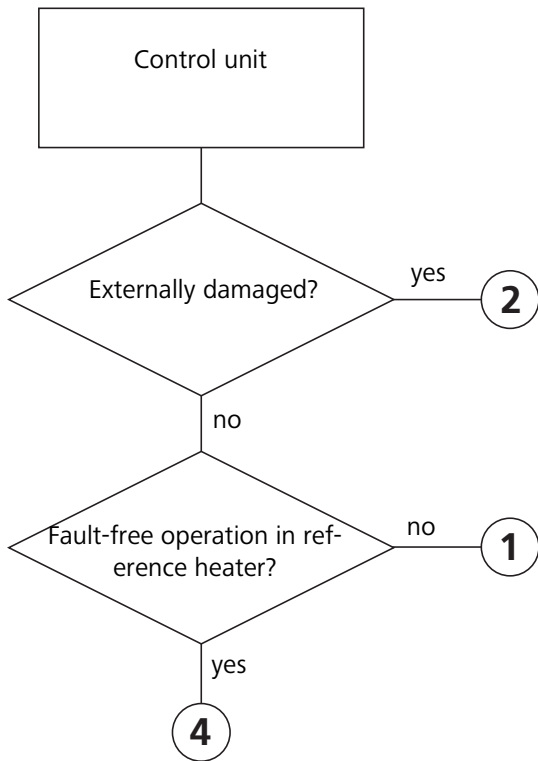 Control unit
Externally damaged?
yes
2
no
Fault-free operation in ref-
erence heater?
no
1
yes
4